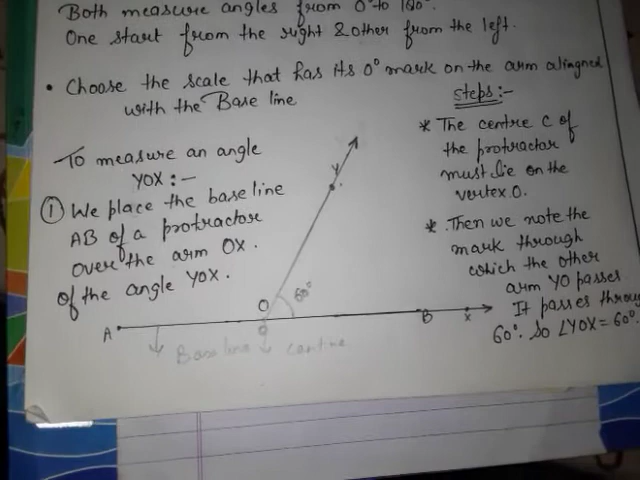 Both measure angles from 0° to 180°.
One start from the right & other from the left.
• Choose the scale that has its 0° mark on the arm alingned
with the Base line
To measure an angle
YOX :-
① We place the base line
AB of a protractor
over the arm OX.
of the angle YOX.
steps:-
* The centre C of
the protractor
must lie on the
vertex O.
* Then we note the
mark through
which the other
arm YO passes
It passes throu
60°. So ∠YOX = 60°.
Y
O
60°
A
B
X
Base line
centre